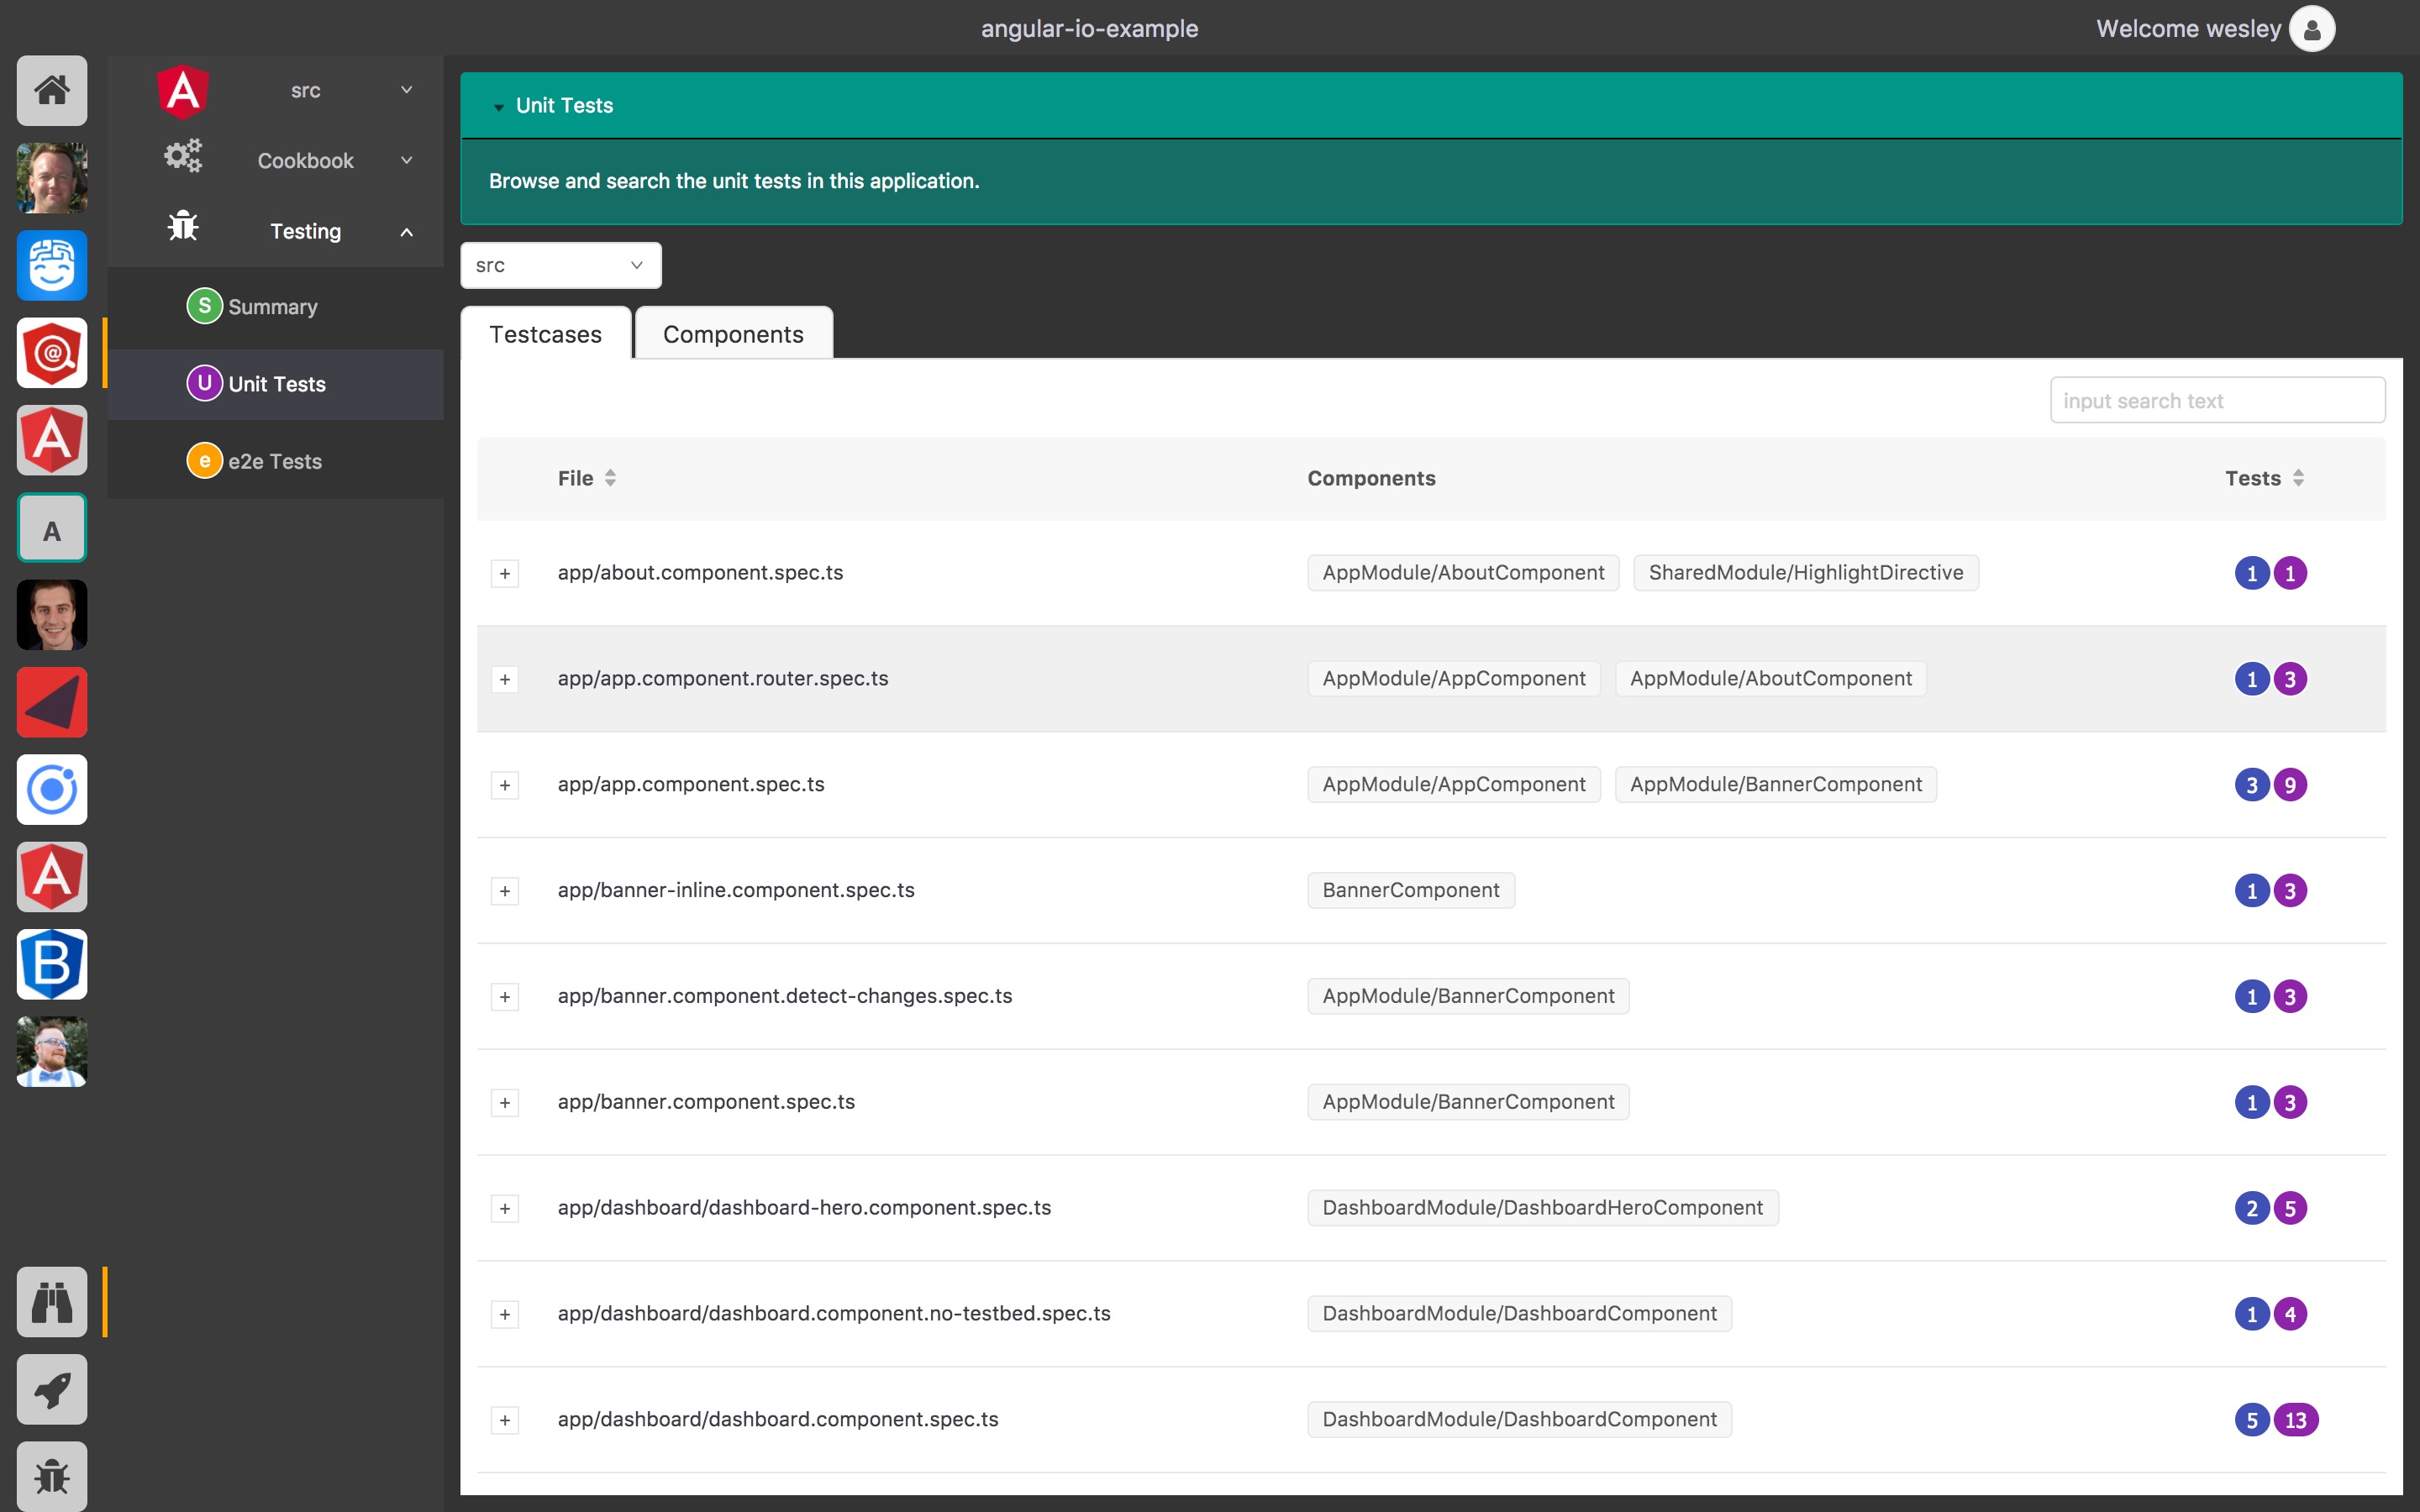 angular-io-example
Welcome wesley
src
Cookbook
Testing
S Summary
U Unit Tests
e e2e Tests
@
A
A
A
A
B
Unit Tests
Browse and search the unit tests in this application.
src
Testcases Components
input search text
File Components Tests
+ app/about.component.spec.ts AppModule/AboutComponent SharedModule/HighlightDirective 1 1
+ app/app.component.router.spec.ts AppModule/AppComponent AppModule/AboutComponent 1 3
+ app/app.component.spec.ts AppModule/AppComponent AppModule/BannerComponent 3 9
+ app/banner-inline.component.spec.ts BannerComponent 1 3
+ app/banner.component.detect-changes.spec.ts AppModule/BannerComponent 1 3
+ app/banner.component.spec.ts AppModule/BannerComponent 1 3
+ app/dashboard/dashboard-hero.component.spec.ts DashboardModule/DashboardHeroComponent 2 5
+ app/dashboard/dashboard.component.no-testbed.spec.ts DashboardModule/DashboardComponent 1 4
+ app/dashboard/dashboard.component.spec.ts DashboardModule/DashboardComponent 5 13